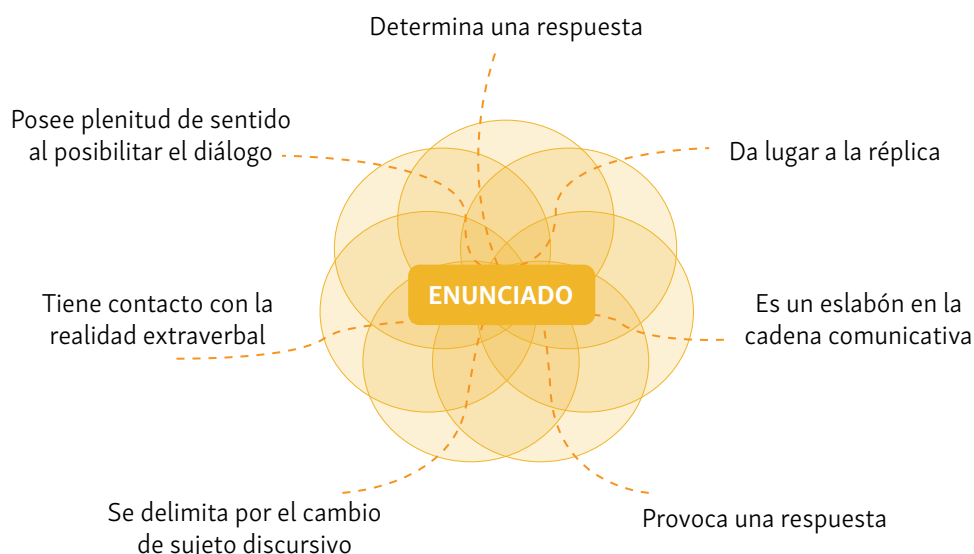 Determina una respuesta
Posee plenitud de sentido
al posibilitar el diálogo
Da lugar a la réplica
ENUNCIADO
Tiene contacto con la
realidad extraverbal
Es un eslabón en la
cadena comunicativa
Se delimita por el cambio
de sujeto discursivo
Provoca una respuesta